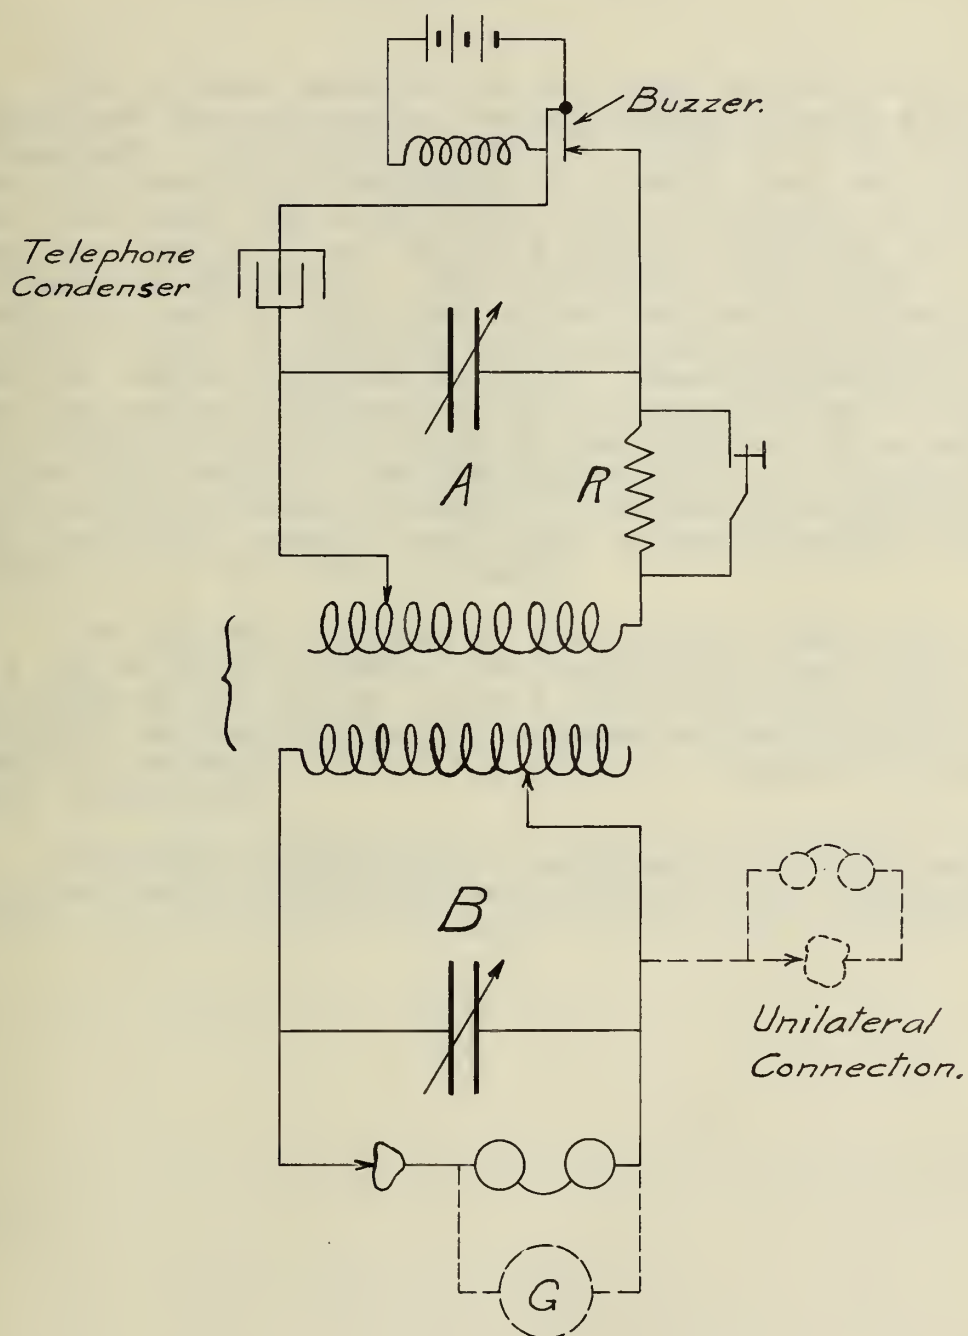 Buzzer.
Telephone
Condenser
A
R
B
Unilateral
Connection.
G